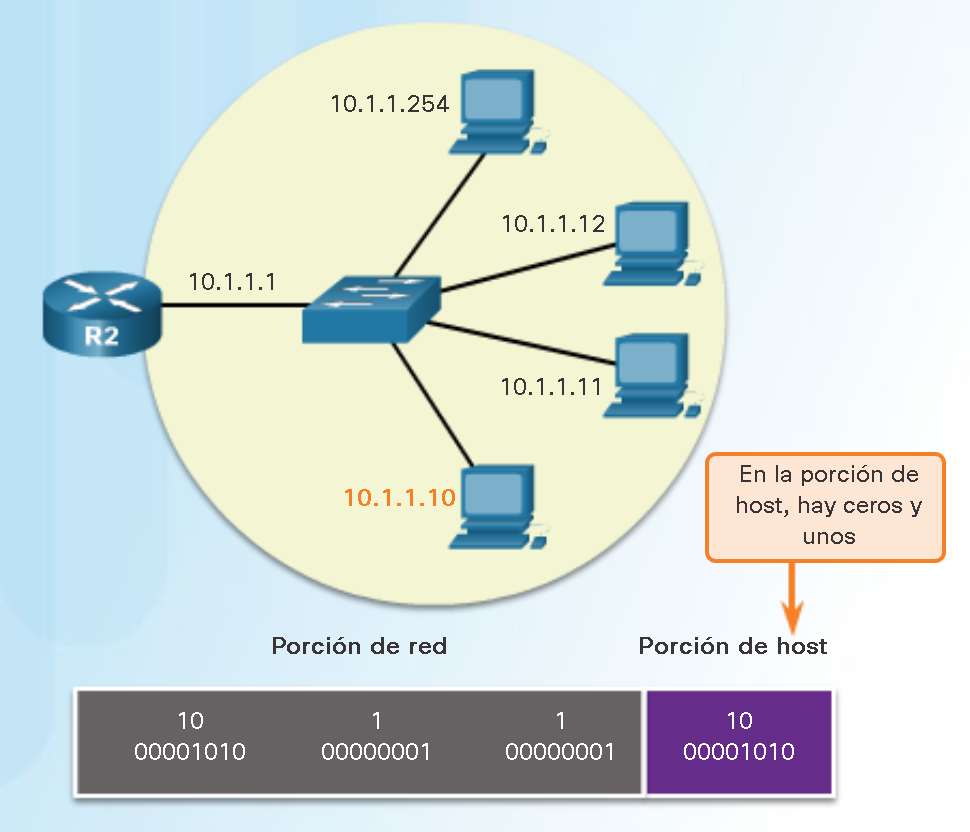 10.1.1.254
10.1.1.12
10.1.1.1
R2
10.1.1.11
10.1.1.10
En la porción de
host, hay ceros y
unos
Porción de red
Porción de host
10 1 1 10
00001010 00000001 00000001 00001010